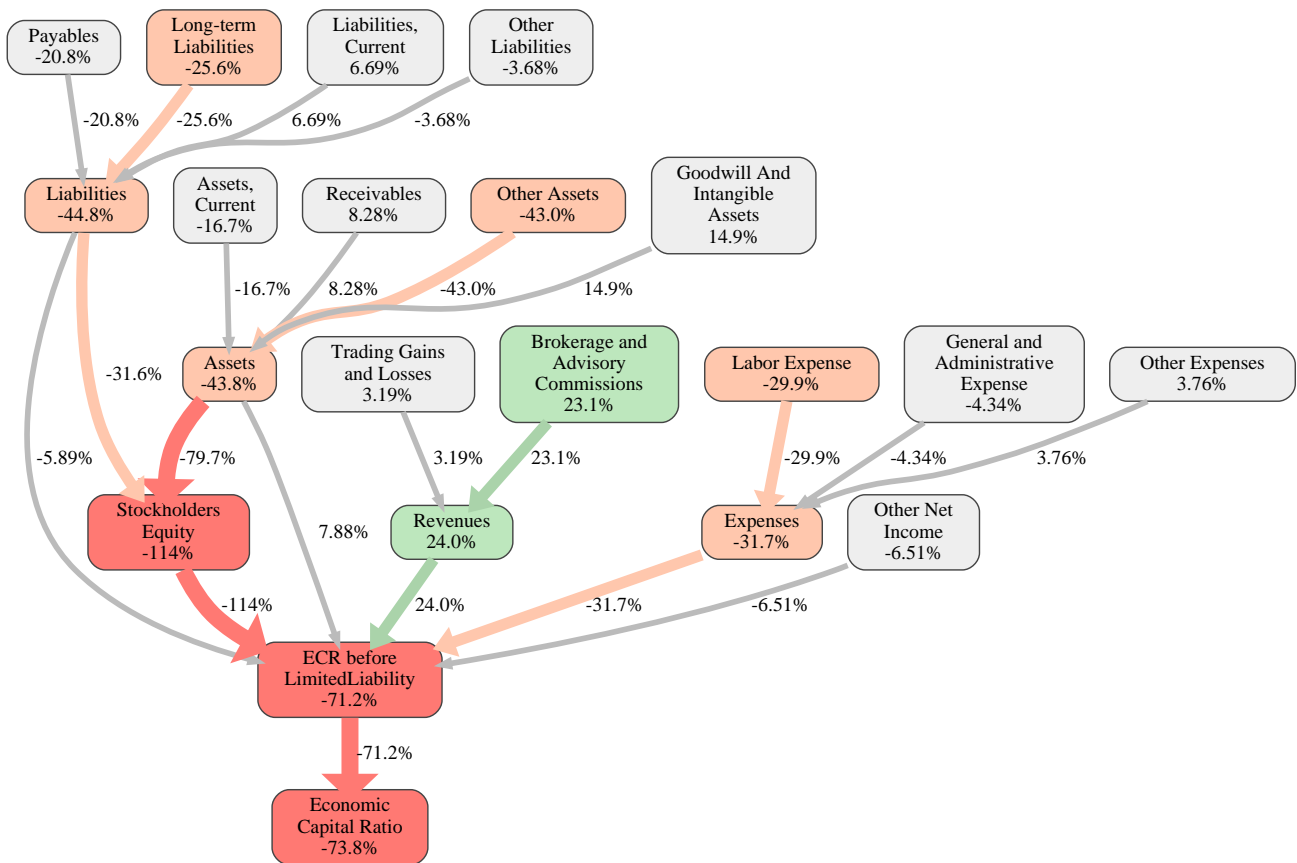 Payables
-20.8%
Long-term
Liabilities
-25.6%
Liabilities,
Current
6.69%
Other
Liabilities
-3.68%
-20.8%
-25.6%
6.69%
-3.68%
Liabilities
-44.8%
Assets,
Current
-16.7%
Receivables
8.28%
Other Assets
-43.0%
Goodwill And
Intangible
Assets
14.9%
-16.7%
8.28%
-43.0%
14.9%
-31.6%
Assets
-43.8%
Trading Gains
and Losses
3.19%
Brokerage and
Advisory
Commissions
23.1%
Labor Expense
-29.9%
General and
Administrative
Expense
-4.34%
Other Expenses
3.76%
-5.89%
-79.7%
3.19%
23.1%
-29.9%
-4.34%
3.76%
Stockholders
Equity
-114%
7.88%
Revenues
24.0%
Expenses
-31.7%
Other Net
Income
-6.51%
-114%
24.0%
-31.7%
-6.51%
ECR before
LimitedLiability
-71.2%
-71.2%
Economic
Capital Ratio
-73.8%